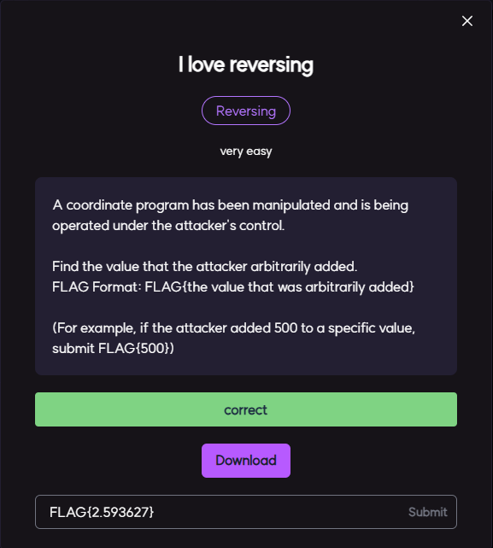 I love reversing
Reversing
very easy
A coordinate program has been manipulated and is being
operated under the attacker's control.
Find the value that the attacker arbitrarily added.
FLAG Format: FLAG{the value that was arbitrarily added}
(For example, if the attacker added 500 to a specific value,
submit FLAG{500})
correct
Download
FLAG{2.593627}
Submit